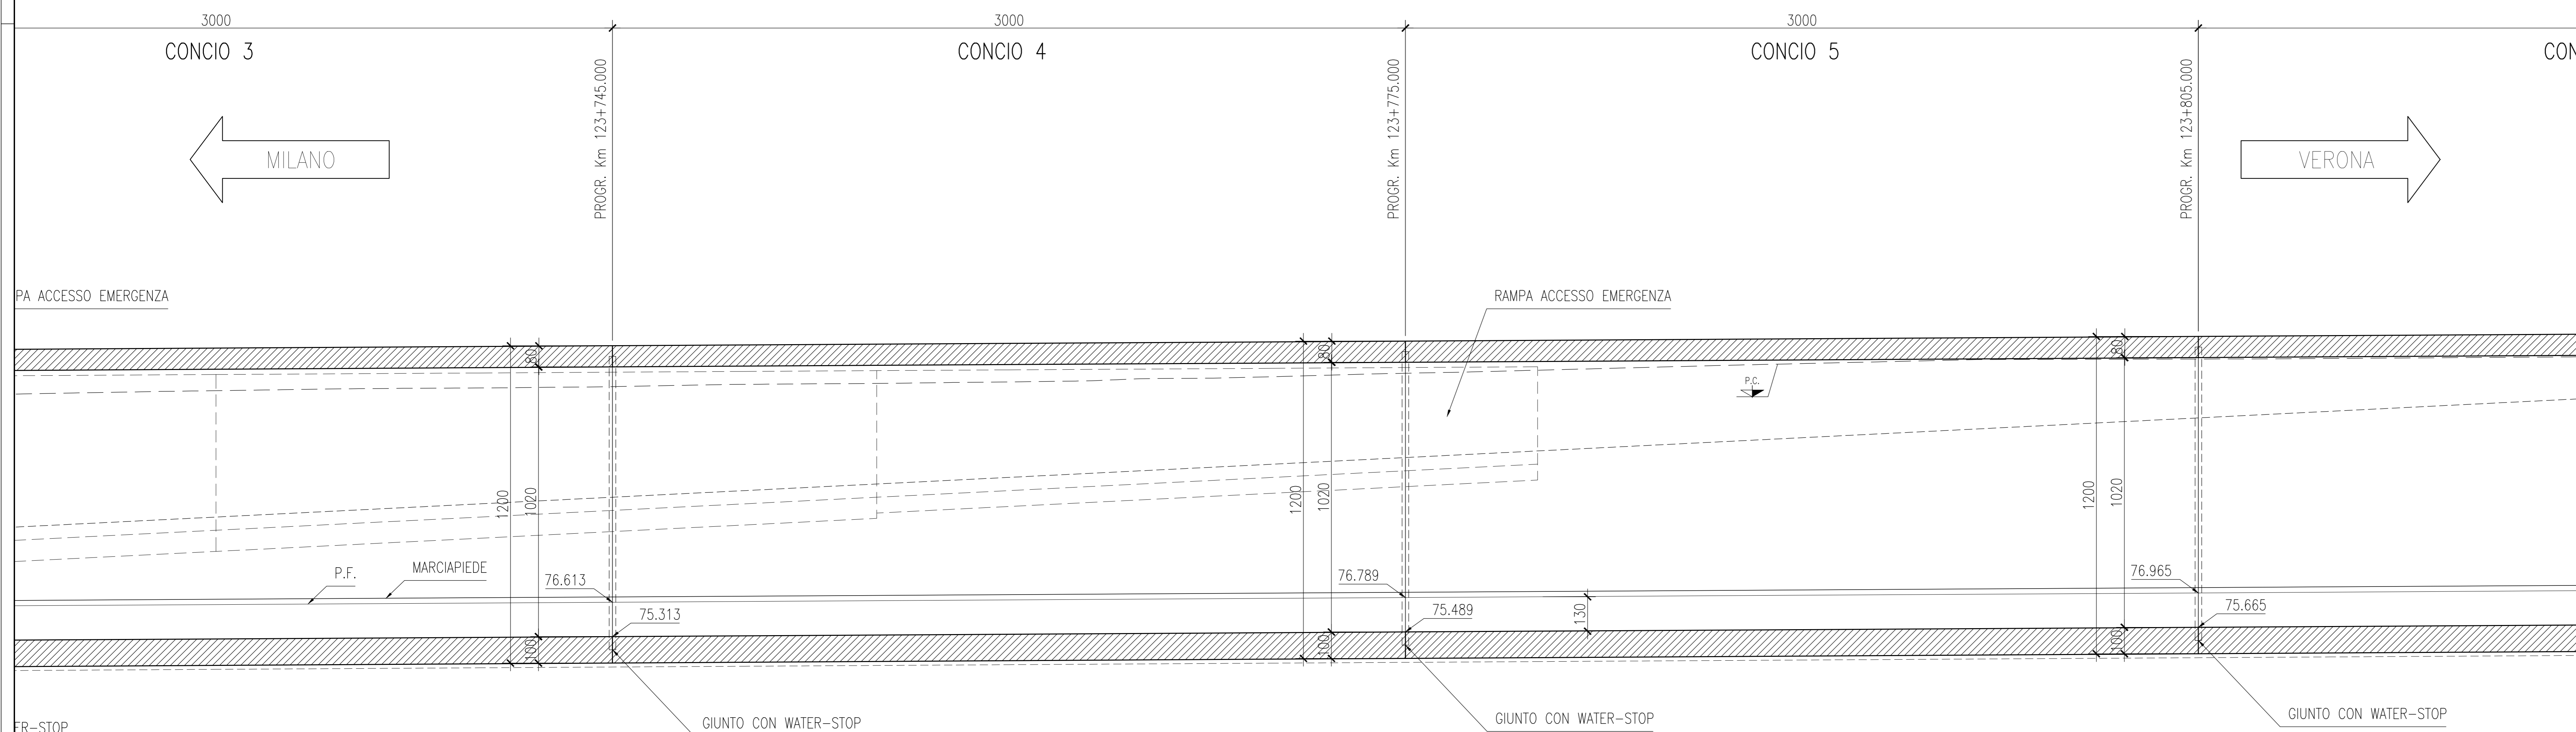 3000
3000
3000
CONCIO 3
CONCIO 4
CONCIO 5
CON
PROGR. Km 123+745.000
PROGR. Km 123+775.000
PROGR. Km 123+805.000
MILANO
VERONA
PA ACCESSO EMERGENZA
RAMPA ACCESSO EMERGENZA
80
80
80
P.C.
1200
1020
1200
1020
1200
1020
P.F.
MARCIAPIEDE
76.613
76.789
76.965
75.313
75.489
130
75.665
100
100
100
ER-STOP
GIUNTO CON WATER-STOP
GIUNTO CON WATER-STOP
GIUNTO CON WATER-STOP